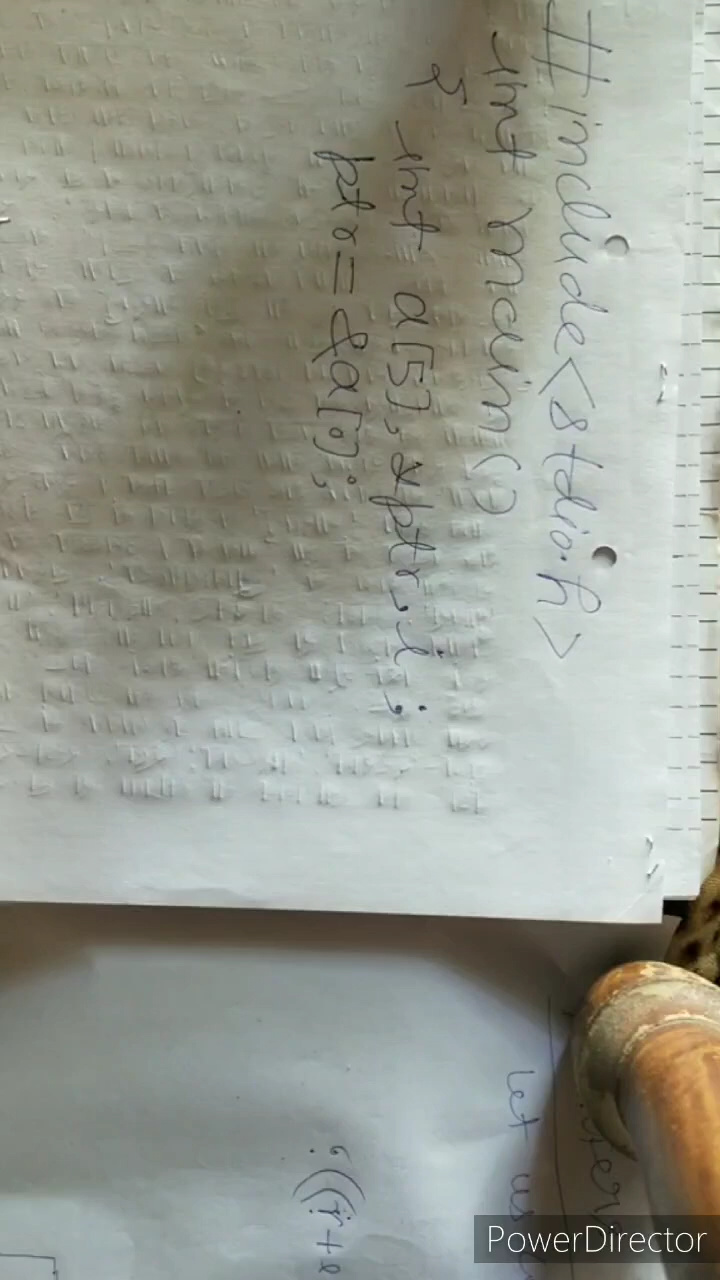 #include<stdio.h>
int main()
{ int a[5], *ptr, i;
ptr = &a[0];
Let us
PowerDirector